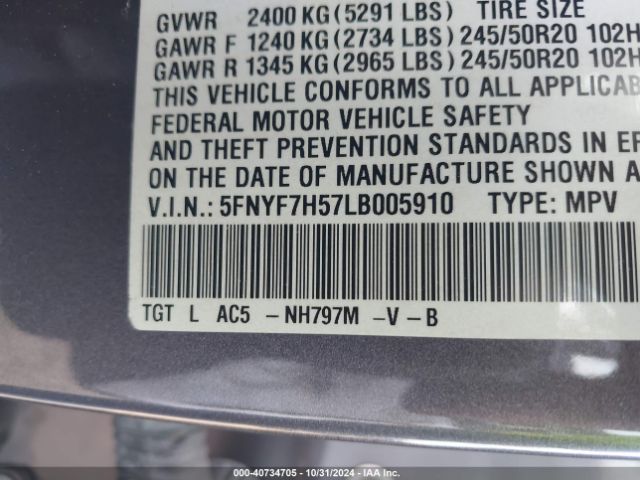 GVWR 2400 KG (5291 LBS) TIRE SIZE
GAWR F 1240 KG (2734 LBS) 245/50R20 102H
GAWR R 1345 KG (2965 LBS) 245/50R20 102H
THIS VEHICLE CONFORMS TO ALL APPLICAB
FEDERAL MOTOR VEHICLE SAFETY
AND THEFT PREVENTION STANDARDS IN EF
ON THE DATE OF MANUFACTURE SHOWN A
V.I.N.: 5FNYF7H57LB005910 TYPE: MPV
TGT L AC5 -NH797M -V -B
000-40734705 - 10/31/2024 - IAAI.COM